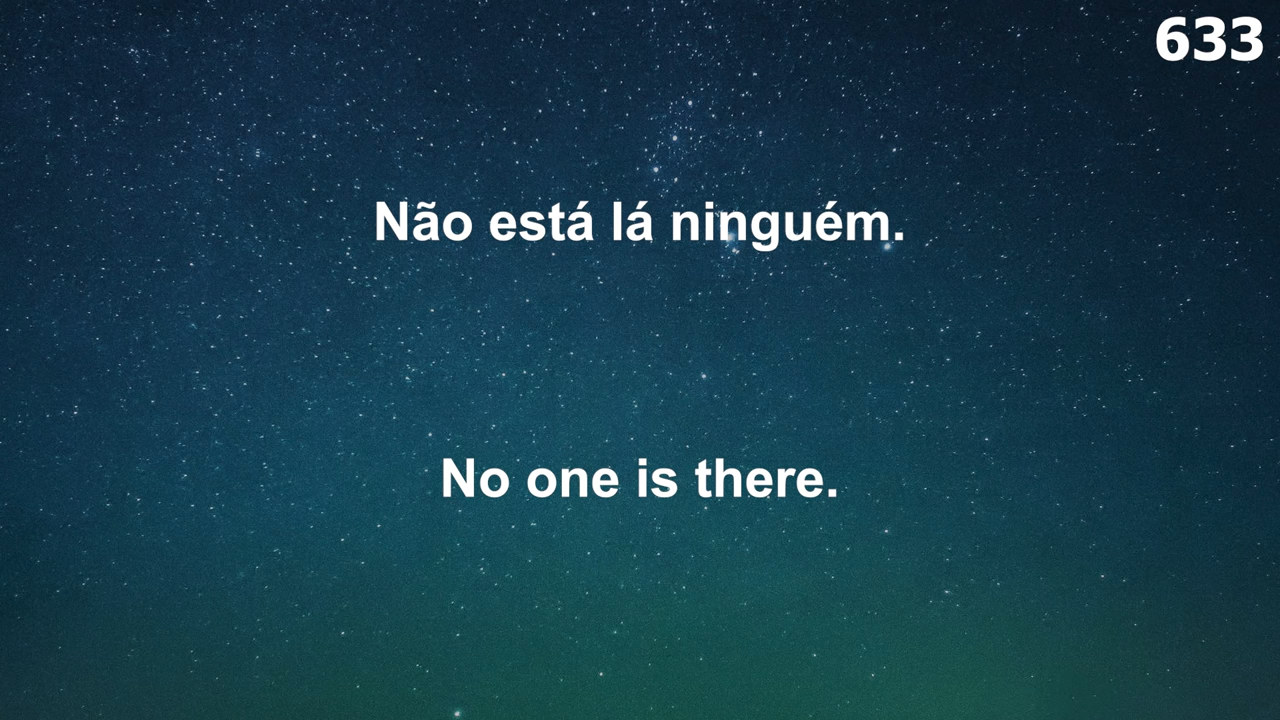 633
Não está lá ninguém.
No one is there.